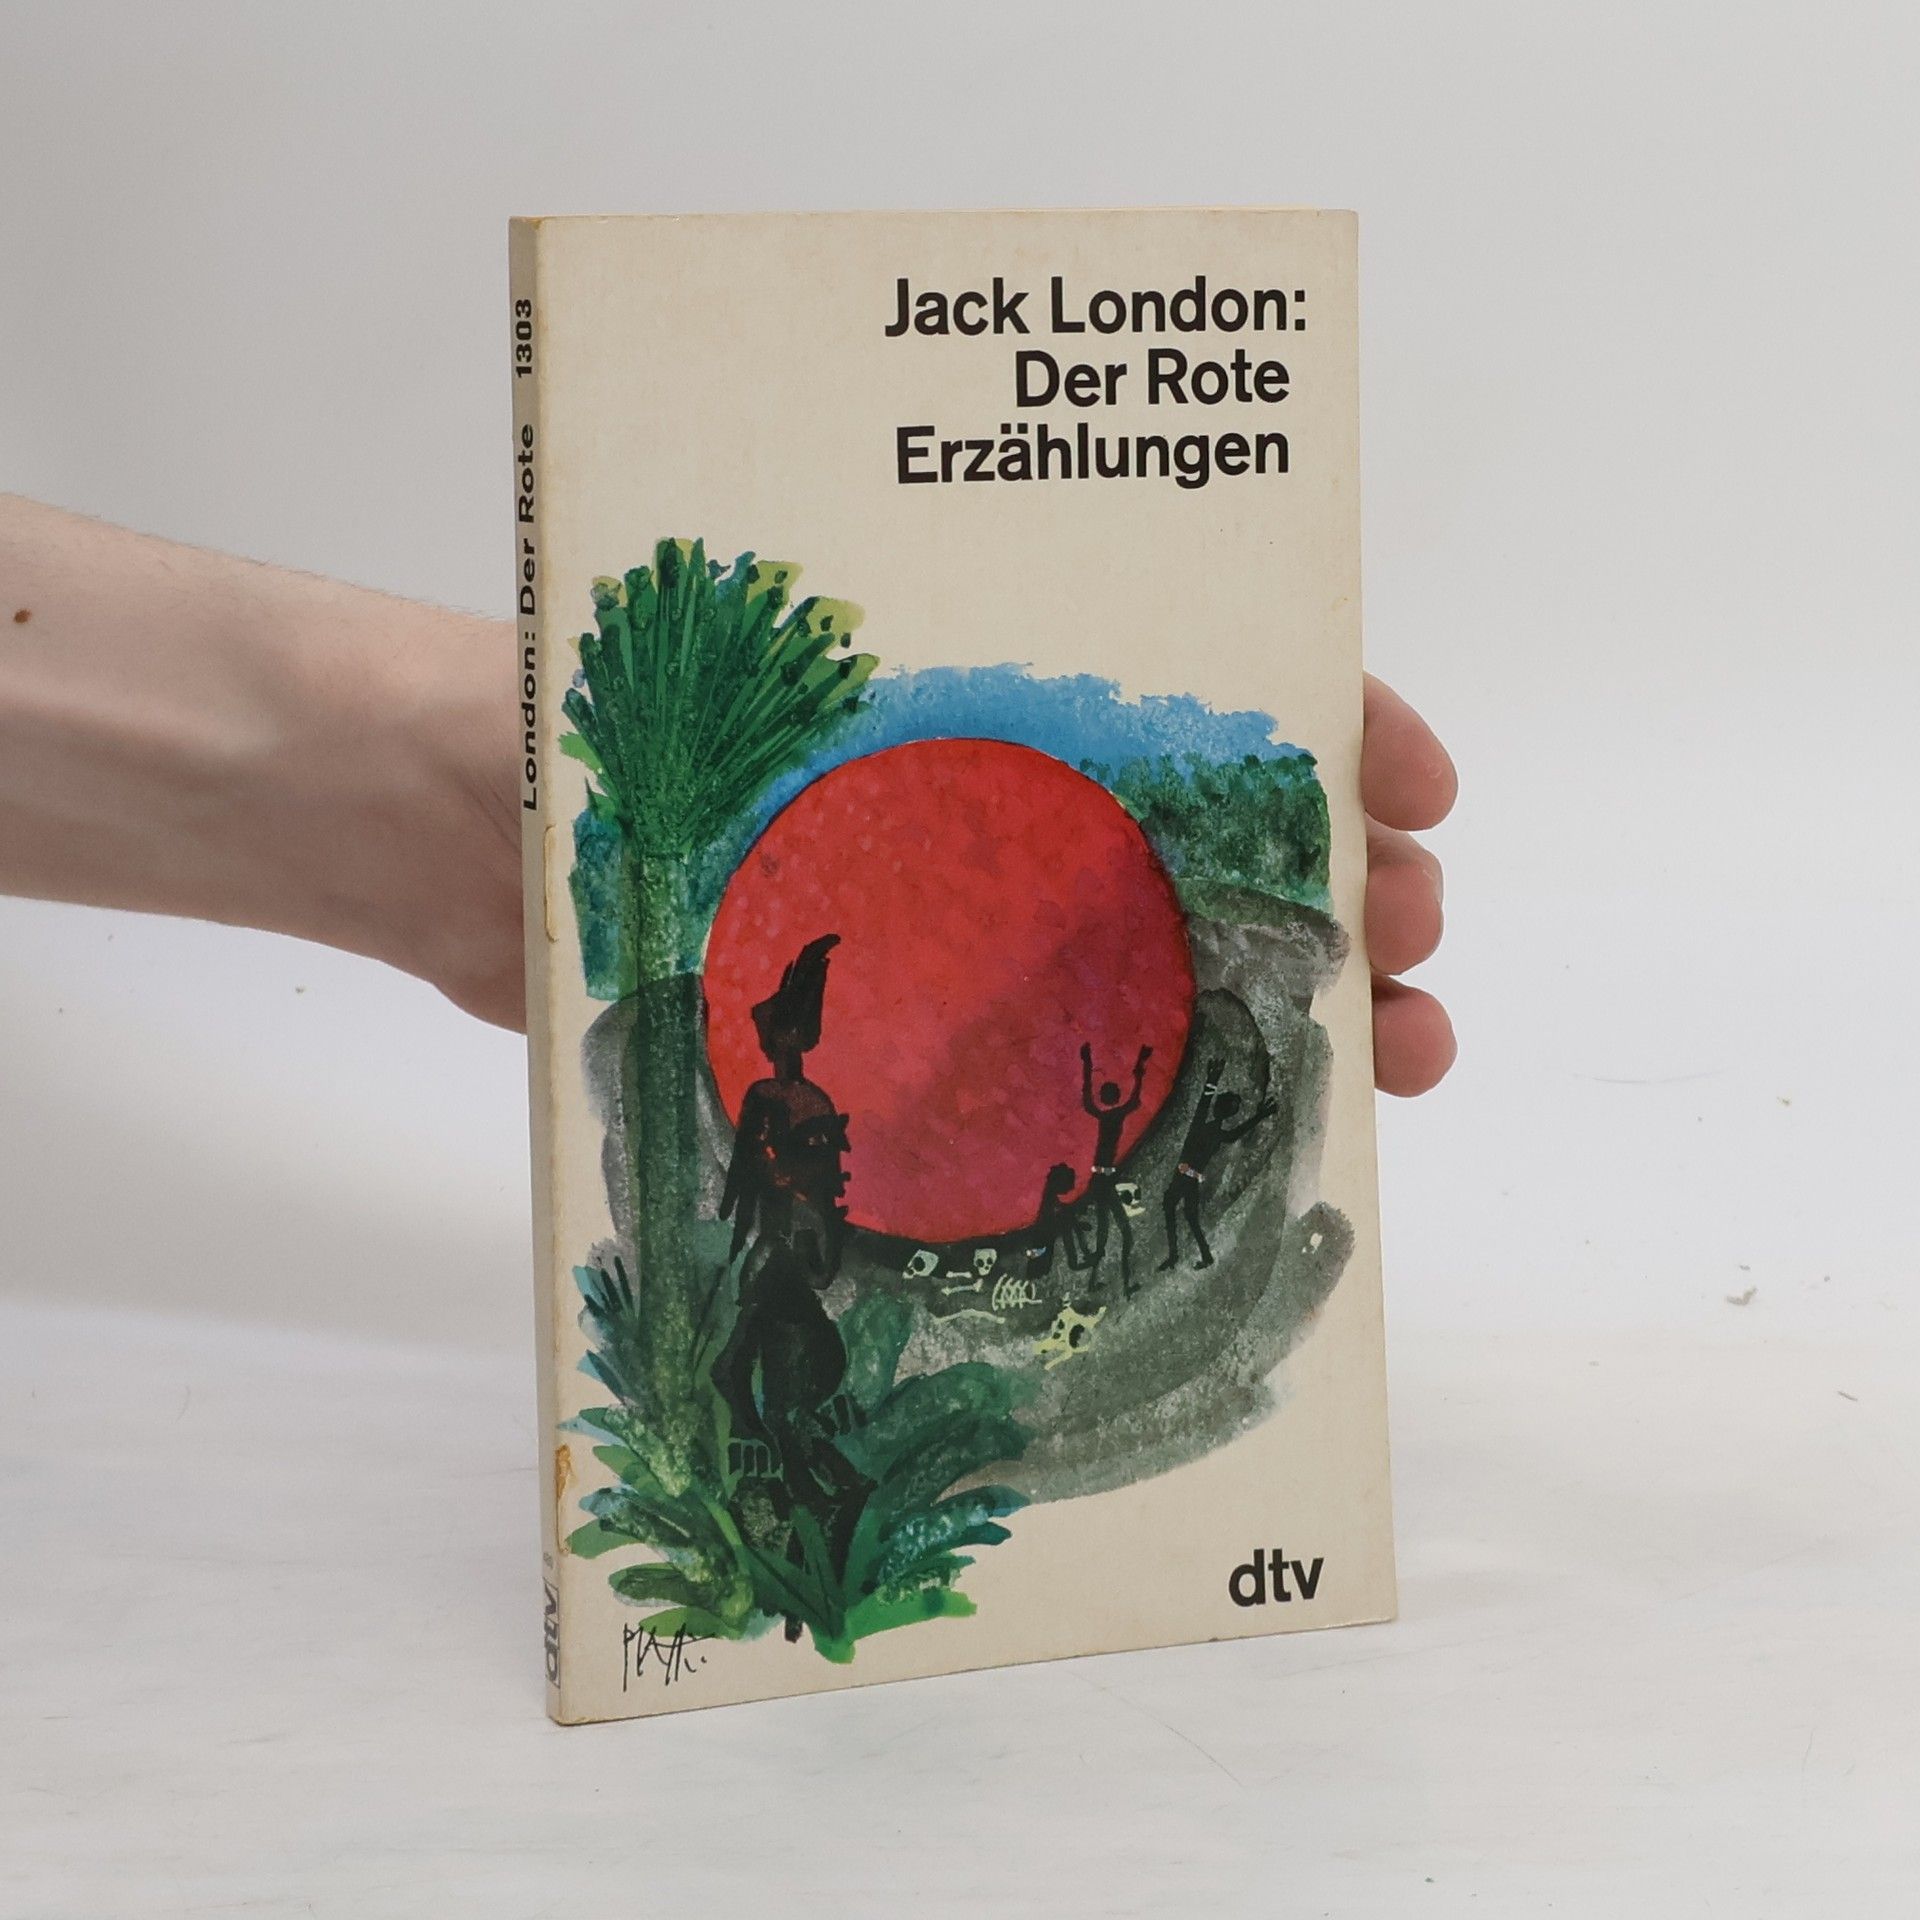 Jack London:
Der Rote
Erzählungen
London: Der Rote 1303
dtv
dtv